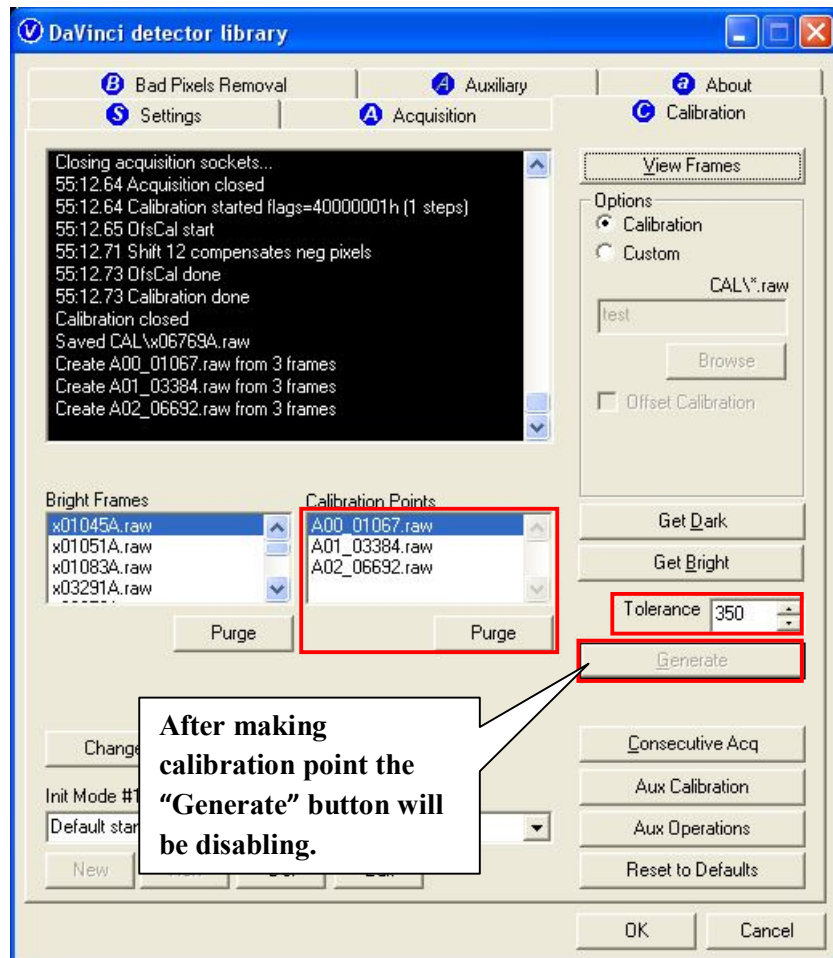 DaVinci detector library
Bad Pixels Removal
Auxiliary
About
Settings
Acquisition
Calibration
Closing acquisition sockets...
55:12.64 Acquisition closed
55:12.64 Calibration started flags=40000001h (1 steps)
55:12.65 OfsCal start
55:12.71 Shift 12 compensates neg pixels
55:12.73 OfsCal done
55:12.73 Calibration done
Calibration closed
Saved CAL\x06769A.raw
Create A00_01067.raw from 3 frames
Create A01_03384.raw from 3 frames
Create A02_06692.raw from 3 frames
View Frames
Options
Calibration
Custom
CAL\*.raw
test
Browse
Offset Calibration
Bright Frames
x01045A.raw
x01051A.raw
x01083A.raw
x03291A.raw
Purge
Calibration Points
A00_01067.raw
A01_03384.raw
A02_06692.raw
Purge
Get Dark
Get Bright
Tolerance 350
Generate
After making
calibration point the
“Generate” button will
be disabling.
Change
Init Mode #1
Default star
New
Consecutive Acq
Aux Calibration
Aux Operations
Reset to Defaults
OK
Cancel